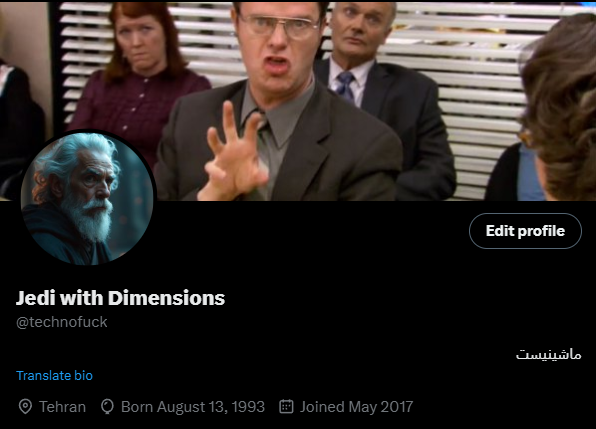 Edit profile
Jedi with Dimensions
@technofuck
ماشینیست
Translate bio
Tehran Born August 13, 1993 Joined May 2017